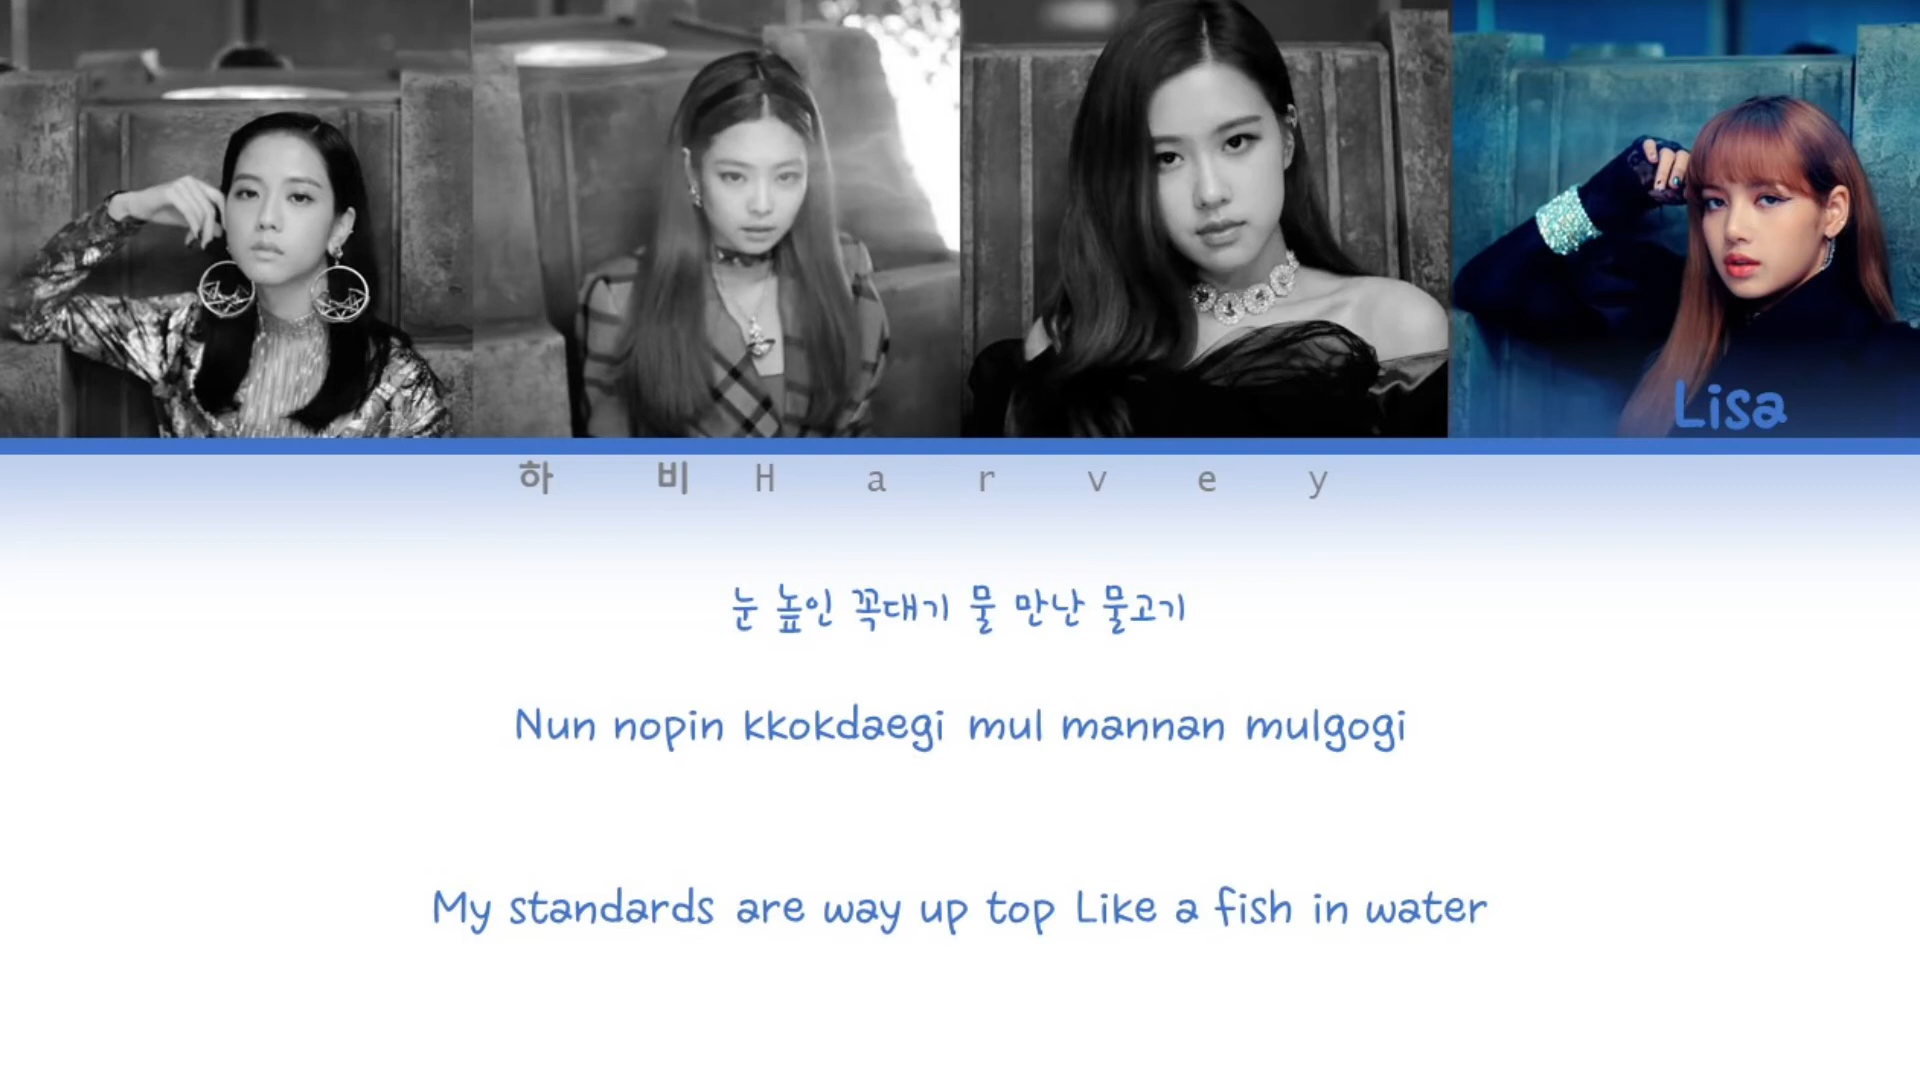 Lisa
하 비 H a r v e y
눈 높인 꼭대기 물 만난 물고기
Nun nopin kkokdaegi mul mannan mulgogi
My standards are way up top Like a fish in water